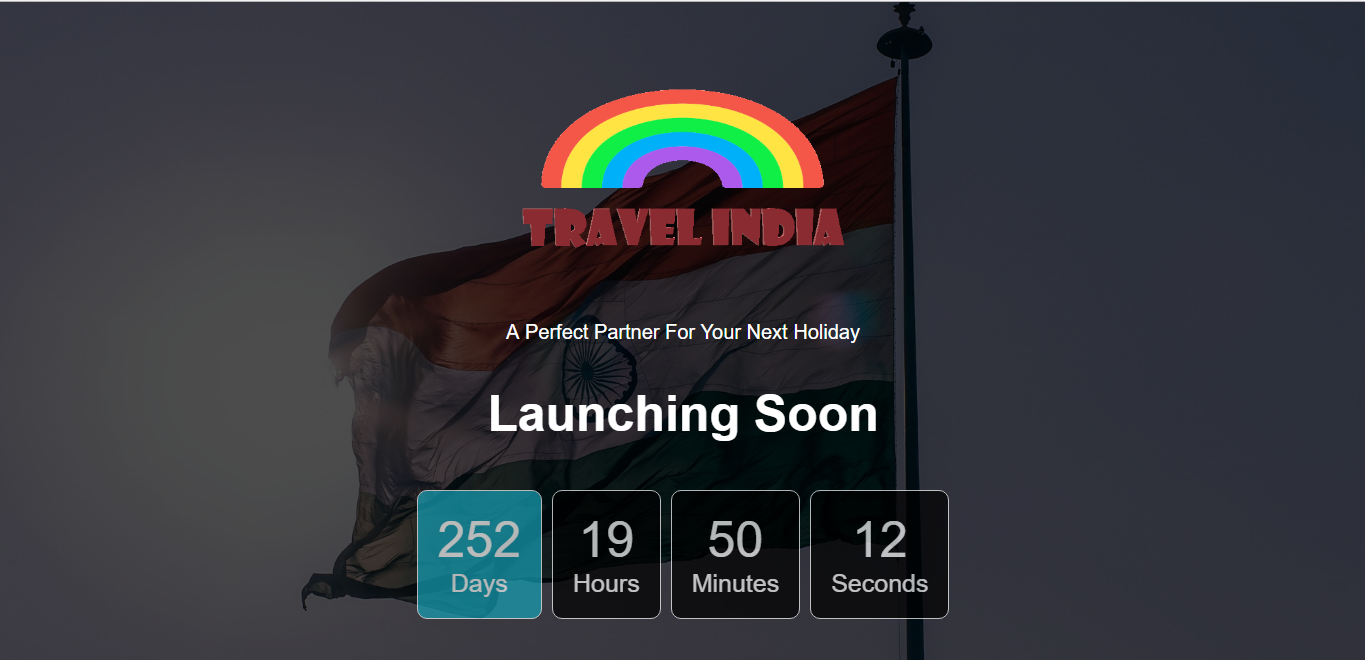 TRAVEL INDIA
A Perfect Partner For Your Next Holiday
Launching Soon
252 19 50 12
Days Hours Minutes Seconds